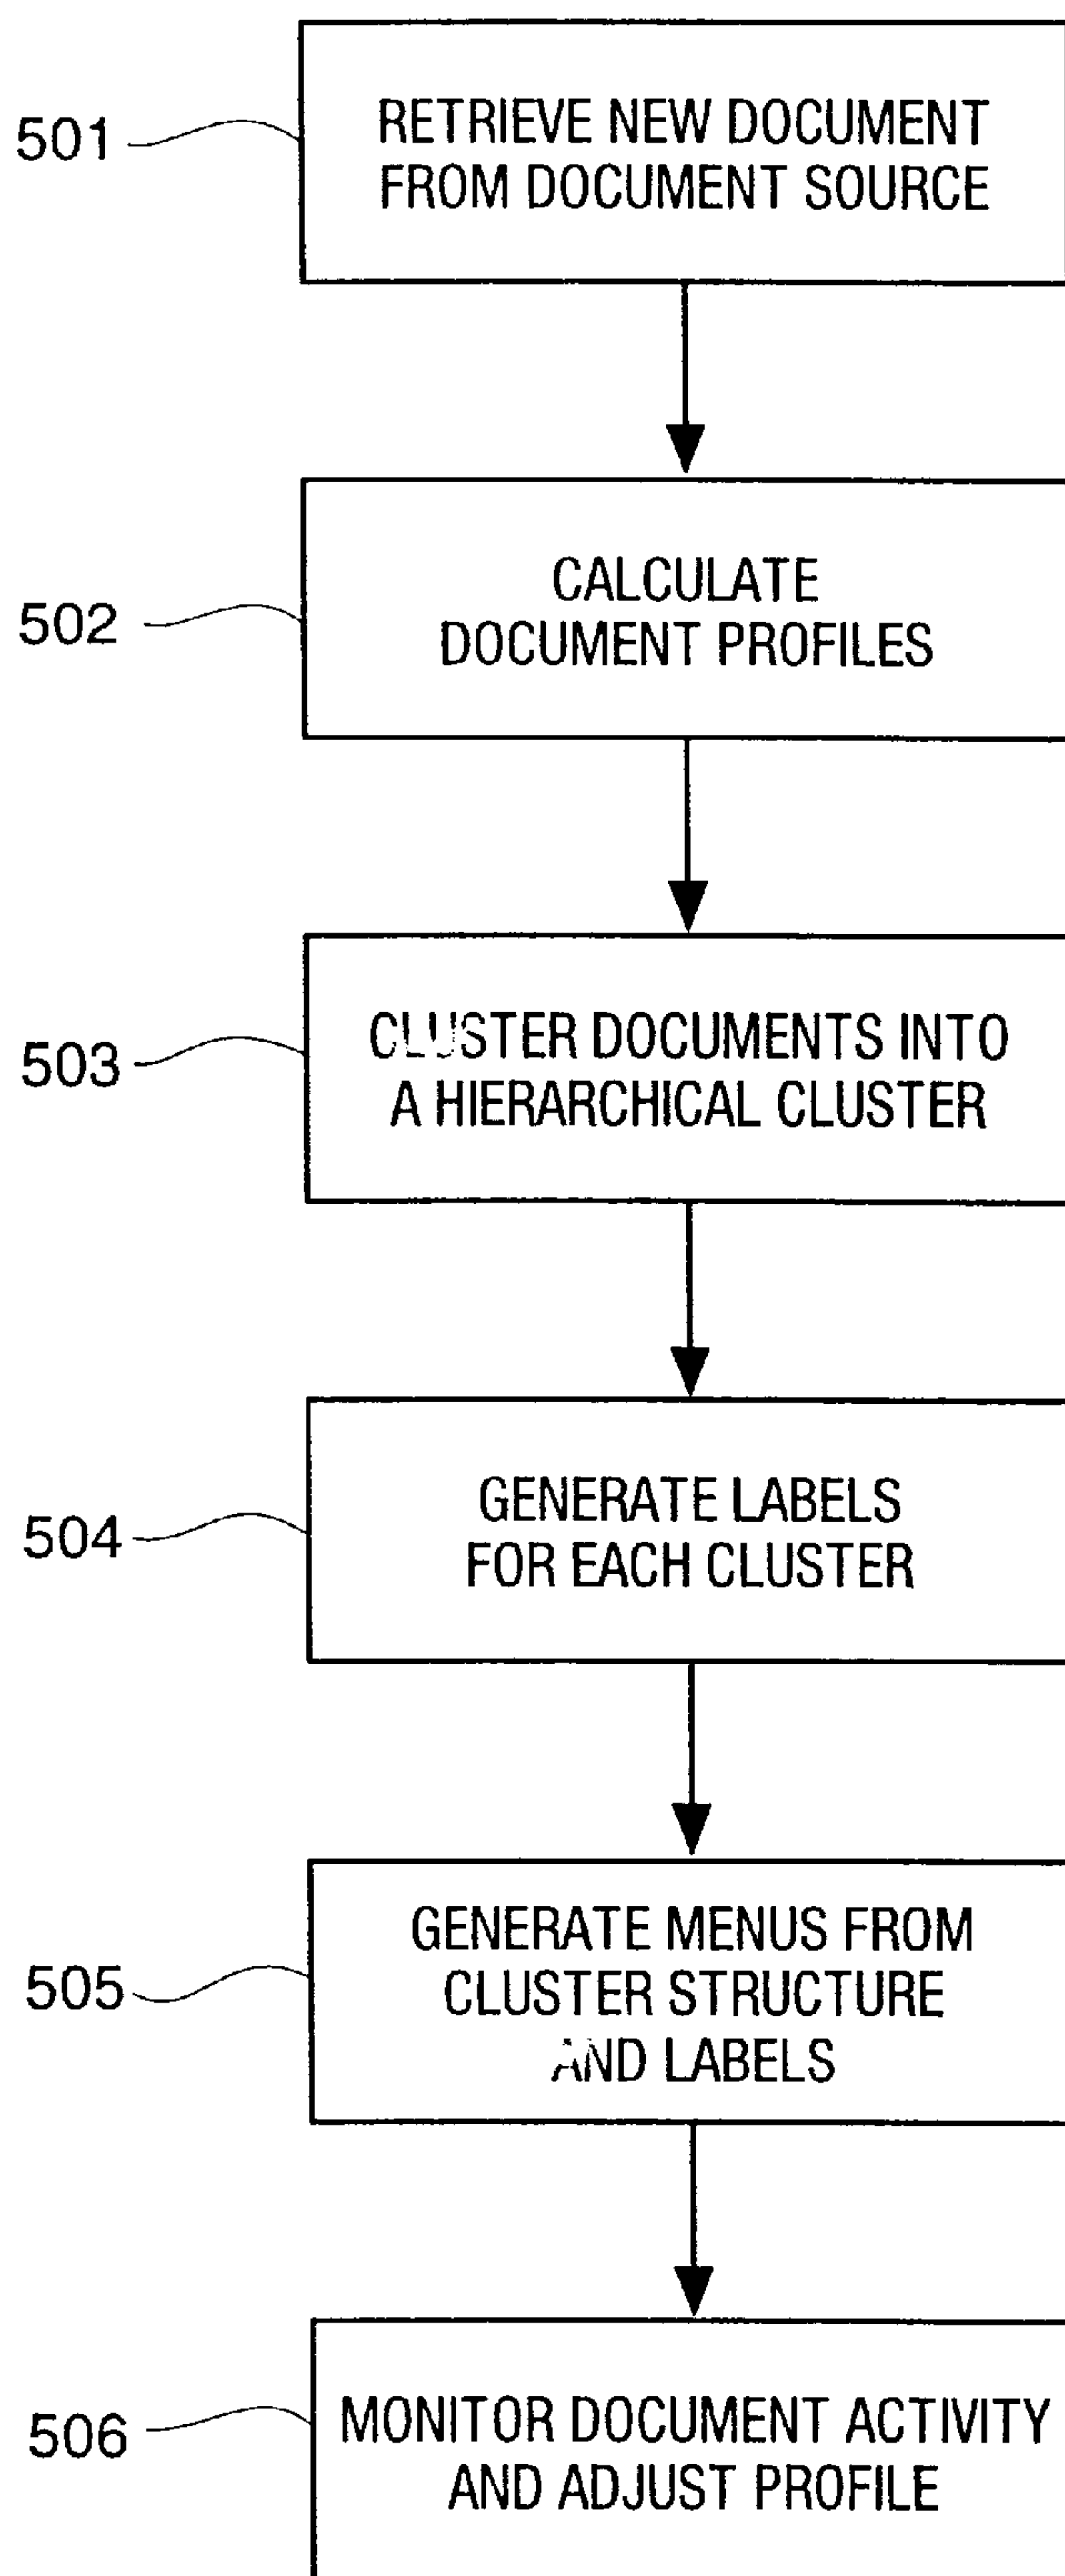 501
RETRIEVE NEW DOCUMENT
FROM DOCUMENT SOURCE
502
CALCULATE
DOCUMENT PROFILES
503
CLUSTER DOCUMENTS INTO
A HIERARCHICAL CLUSTER
504
GENERATE LABELS
FOR EACH CLUSTER
505
GENERATE MENUS FROM
CLUSTER STRUCTURE
AND LABELS
506
MONITOR DOCUMENT ACTIVITY
AND ADJUST PROFILE